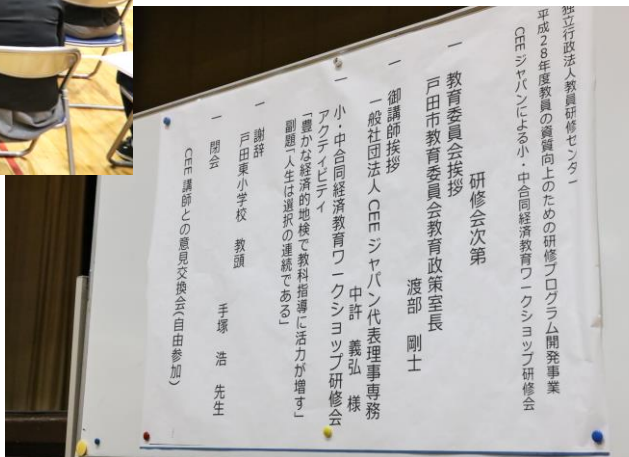 独立行政法人教員研修センター
平成28年度教員の資質向上のための研修プログラム開発事業
CEEジャパンによる小・中合同経済教育ワークショップ研修会
研修会次第
一 教育委員会挨拶
戸田市教育委員会教育政策室長
渡部 剛士
一 御講師挨拶
一般社団法人CEEジャパン代表理事専務
中許 義弘 様
一 小・中合同経済教育ワークショップ研修会
アクティビティ
「豊かな経済的地検で教科指導に活力が増す」
副題「人生は選択の連続である」
一 謝辞
戸田東小学校 教頭
手塚 浩 先生
一 閉会
CEE講師との意見交換会(自由参加)